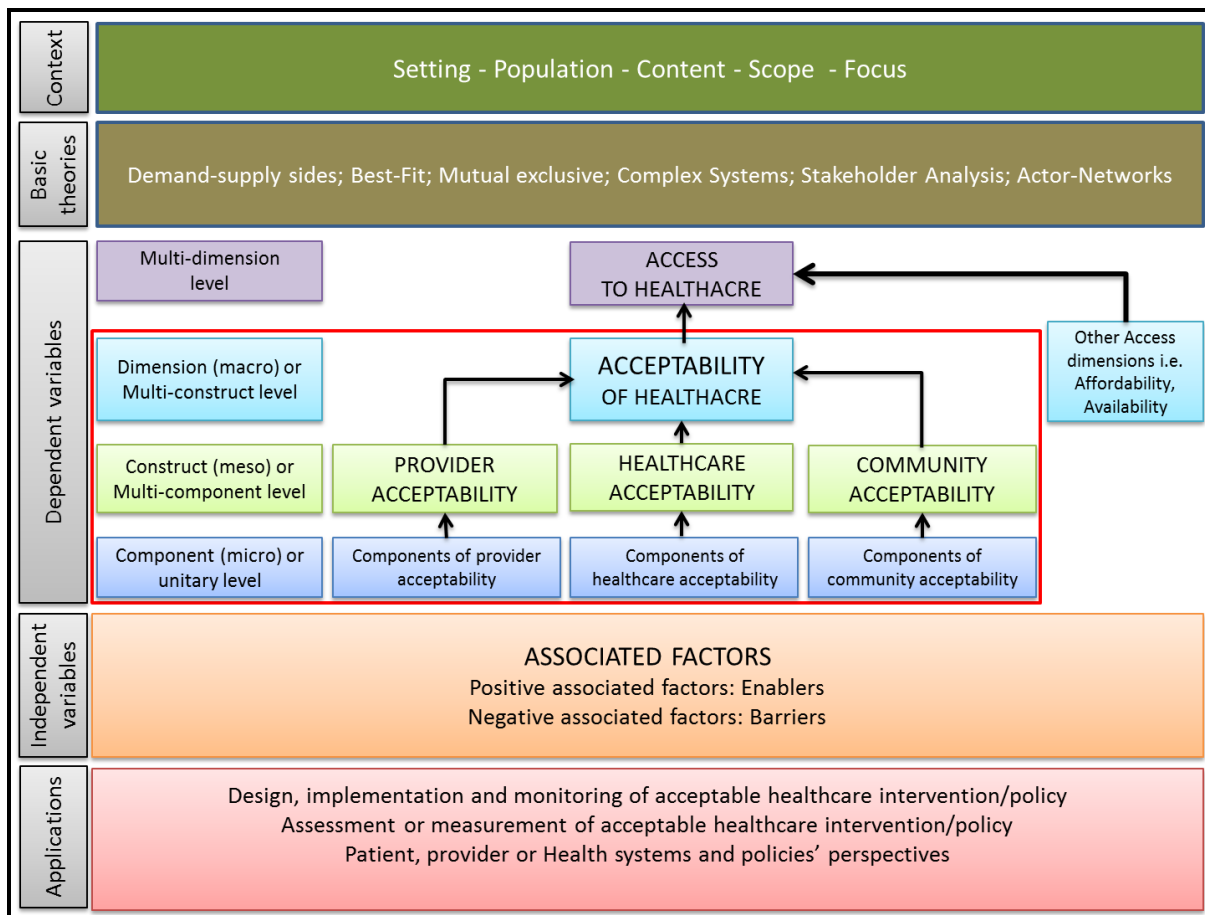 Context
Setting - Population - Content - Scope - Focus
Basic
theories
Demand-supply sides; Best-Fit; Mutual exclusive; Complex Systems; Stakeholder Analysis; Actor-Networks
Dependent variables
Multi-dimension
level
ACCESS
TO HEALTHACRE
Other Access
dimensions i.e.
Affordability,
Availability
Dimension (macro) or
Multi-construct level
ACCEPTABILITY
OF HEALTHACRE
Construct (meso) or
Multi-component level
PROVIDER
ACCEPTABILITY
HEALTHCARE
ACCEPTABILITY
COMMUNITY
ACCEPTABILITY
Component (micro) or
unitary level
Components of provider
acceptability
Components of
healthcare acceptability
Components of
community acceptability
Independent
variables
ASSOCIATED FACTORS
Positive associated factors: Enablers
Negative associated factors: Barriers
Applications
Design, implementation and monitoring of acceptable healthcare intervention/policy
Assessment or measurement of acceptable healthcare intervention/policy
Patient, provider or Health systems and policies’ perspectives